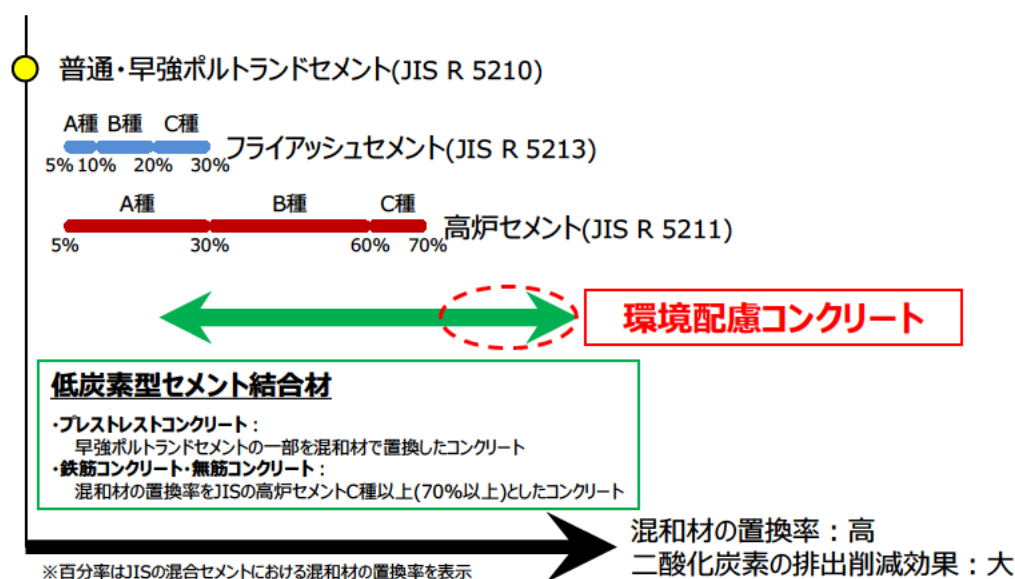 普通・早強ポルトランドセメント(JIS R 5210)
A種 B種 C種
フライアッシュセメント(JIS R 5213)
5% 10% 20% 30%
A種 B種 C種
高炉セメント(JIS R 5211)
5% 30% 60% 70%
環境配慮コンクリート
低炭素型セメント結合材
・プレストレストコンクリート：
早強ポルトランドセメントの一部を混和材で置換したコンクリート
・鉄筋コンクリート・無筋コンクリート：
混和材の置換率をJISの高炉セメントC種以上(70%以上)としたコンクリート
混和材の置換率：高
二酸化炭素の排出削減効果：大
※百分率はJISの混合セメントにおける混和材の置換率を表示